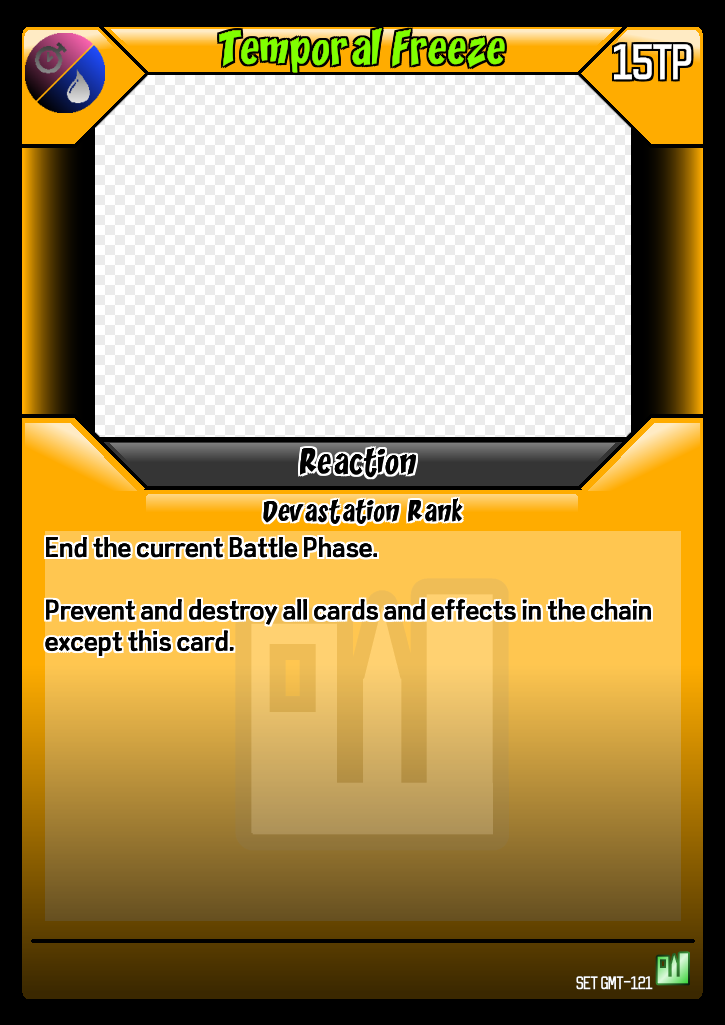 Temporal Freeze
15TP
Reaction
Devastation Rank
End the current Battle Phase.
Prevent and destroy all cards and effects in the chain
except this card.
SET GMT-121